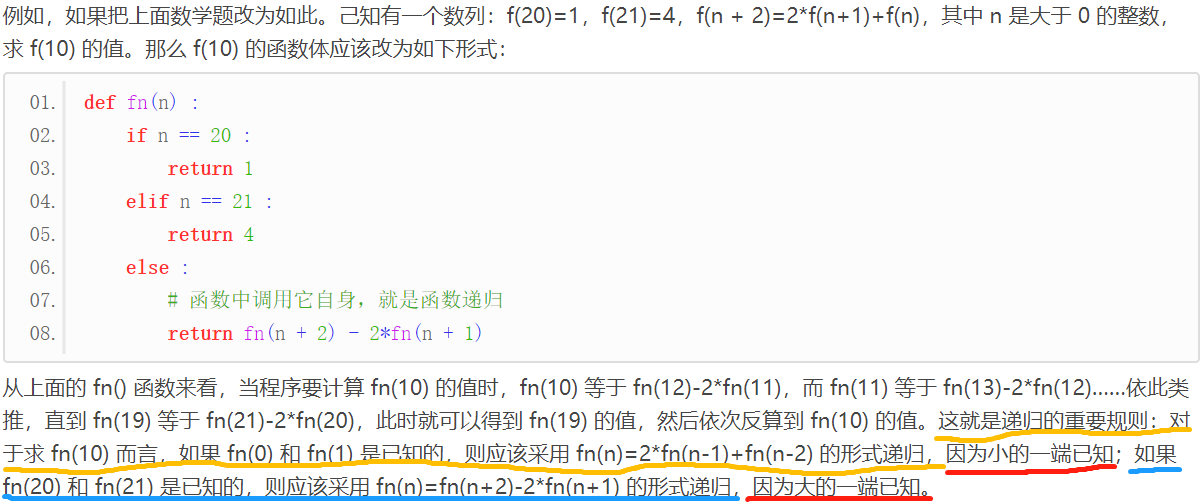 例如，如果把上面数学题改为如此。己知有一个数列：f(20)=1，f(21)=4，f(n + 2)=2*f(n+1)+f(n)，其中 n 是大于 0 的整数，
求 f(10) 的值。那么 f(10) 的函数体应该改为如下形式：
01. def fn(n) :
02. if n == 20 :
03. return 1
04. elif n == 21 :
05. return 4
06. else :
07. # 函数中调用它自身，就是函数递归
08. return fn(n + 2) - 2*fn(n + 1)
从上面的 fn() 函数来看，当程序要计算 fn(10) 的值时，fn(10) 等于 fn(12)-2*fn(11)，而 fn(11) 等于 fn(13)-2*fn(12)……依此类
推，直到 fn(19) 等于 fn(21)-2*fn(20)，此时就可以得到 fn(19) 的值，然后依次反算到 fn(10) 的值。这就是递归的重要规则：对
于求 fn(10) 而言，如果 fn(0) 和 fn(1) 是已知的，则应该采用 fn(n)=2*fn(n-1)+fn(n-2) 的形式递归，因为小的一端已知；如果
fn(20) 和 fn(21) 是已知的，则应该采用 fn(n)=fn(n+2)-2*fn(n+1) 的形式递归，因为大的一端已知。